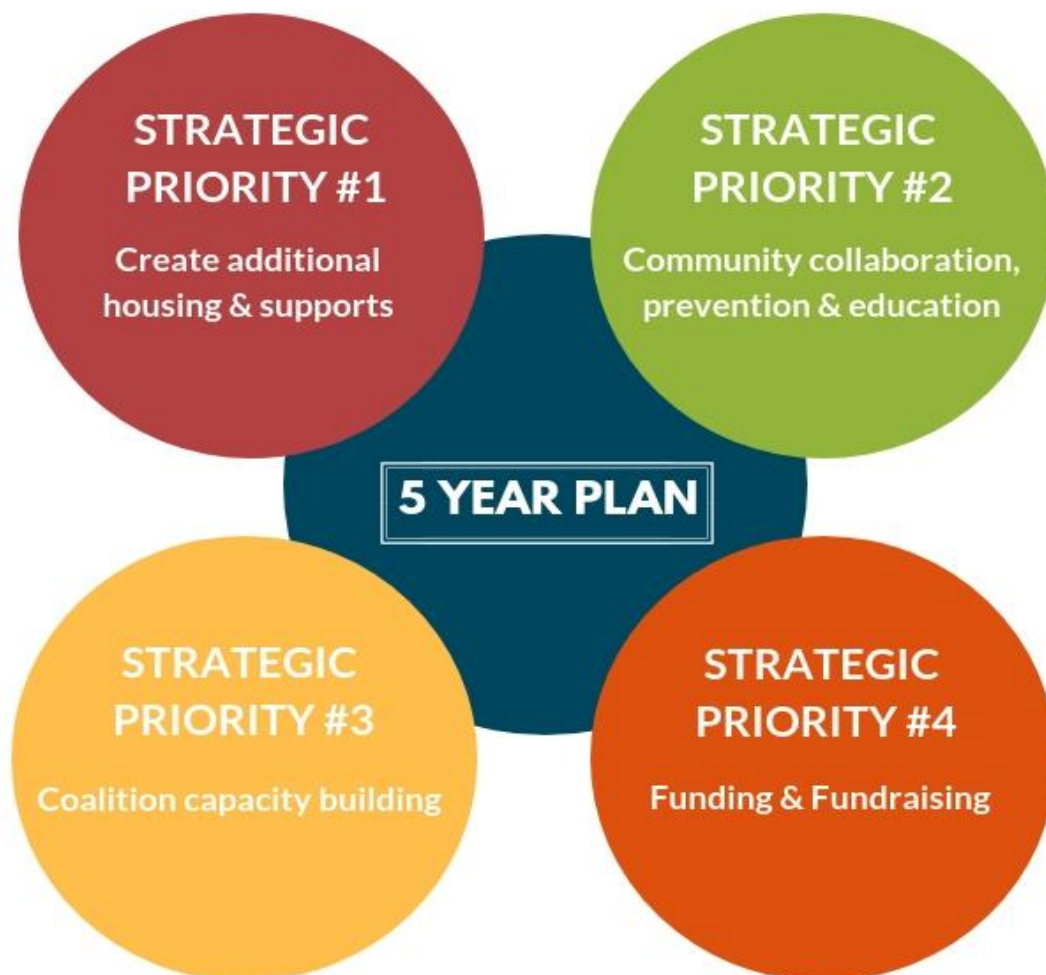 STRATEGIC
PRIORITY #1
Create additional
housing & supports
STRATEGIC
PRIORITY #2
Community collaboration,
prevention & education
5 YEAR PLAN
STRATEGIC
PRIORITY #3
Coalition capacity building
STRATEGIC
PRIORITY #4
Funding & Fundraising